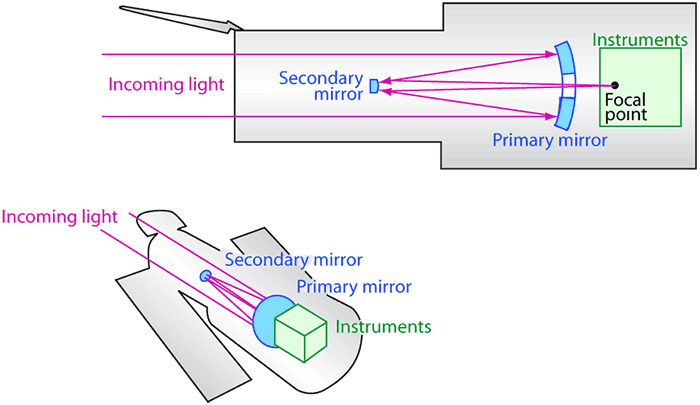 Instruments
Incoming light
Secondary
mirror
Focal
point
Primary mirror
Incoming light
Secondary mirror
Primary mirror
Instruments